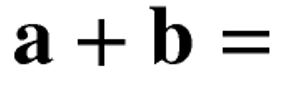 a + b =